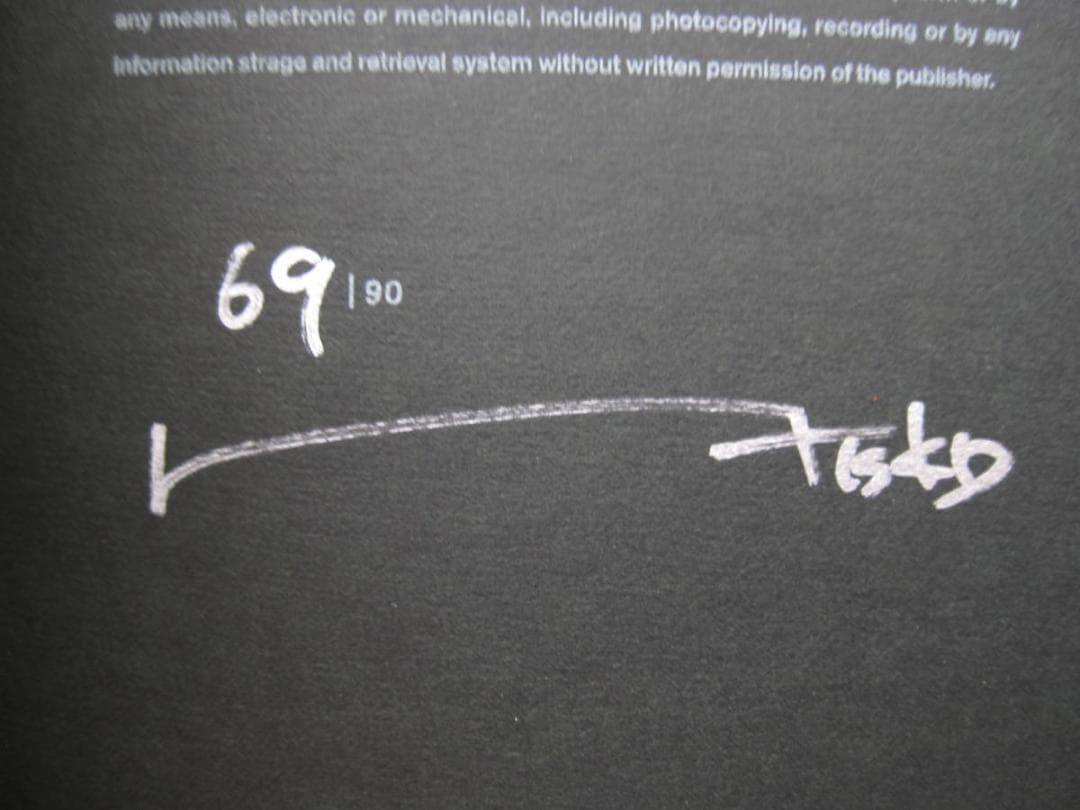 any means, electronic or mechanical, including photocopying, recording or by any
information strage and retrieval system without written permission of the publisher.
69 | 90